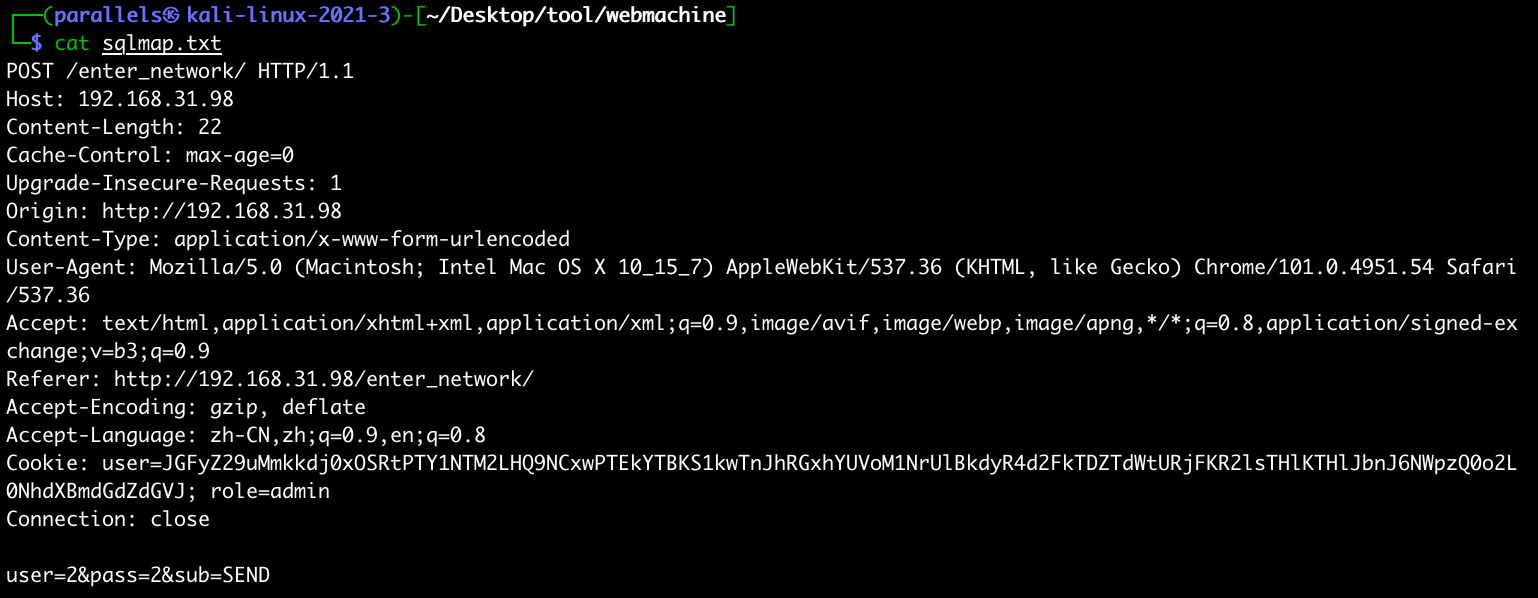 ┌──(parallels㉿kali-linux-2021-3)-[~/Desktop/tool/webmachine]
└─$ cat sqlmap.txt
POST /enter_network/ HTTP/1.1
Host: 192.168.31.98
Content-Length: 22
Cache-Control: max-age=0
Upgrade-Insecure-Requests: 1
Origin: http://192.168.31.98
Content-Type: application/x-www-form-urlencoded
User-Agent: Mozilla/5.0 (Macintosh; Intel Mac OS X 10_15_7) AppleWebKit/537.36 (KHTML, like Gecko) Chrome/101.0.4951.54 Safari
/537.36
Accept: text/html,application/xhtml+xml,application/xml;q=0.9,image/avif,image/webp,image/apng,*/*;q=0.8,application/signed-ex
change;v=b3;q=0.9
Referer: http://192.168.31.98/enter_network/
Accept-Encoding: gzip, deflate
Accept-Language: zh-CN,zh;q=0.9,en;q=0.8
Cookie: user=JGFyZ29uMmkkdj0xOSRtPTY1NTM2LHQ9NCxwPTEkYTBKS1kwTnJhRGxhYUVoM1NrUlBkdyR4d2FkTDZTdWtURjFKR2lsTHlKTHlJbnJ6NWpzQ0o2L
0NhdXBmdGdZdGVJ; role=admin
Connection: close

user=2&pass=2&sub=SEND